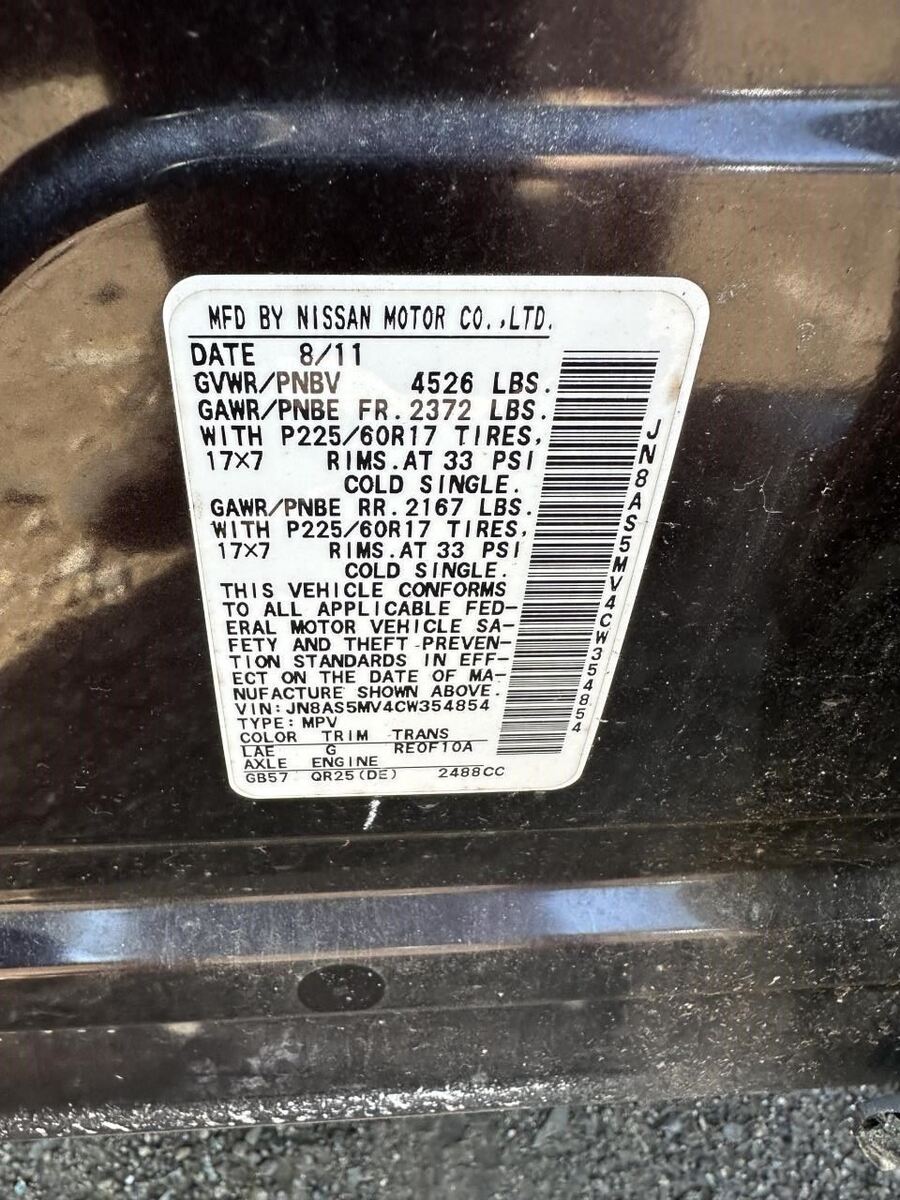 MFD BY NISSAN MOTOR CO.,LTD.
DATE 8/11
GVWR/PNBV 4526 LBS.
GAWR/PNBE FR.2372 LBS.
WITH P225/60R17 TIRES,
17×7 RIMS.AT 33 PSI
COLD SINGLE.
GAWR/PNBE RR.2167 LBS.
WITH P225/60R17 TIRES,
17×7 RIMS.AT 33 PSI
COLD SINGLE.
THIS VEHICLE CONFORMS
TO ALL APPLICABLE FED-
ERAL MOTOR VEHICLE SA-
FETY AND THEFT PREVEN-
TION STANDARDS IN EFF-
ECT ON THE DATE OF MA-
NUFACTURE SHOWN ABOVE.
VIN:JN8AS5MV4CW354854
TYPE:MPV
COLOR TRIM TRANS
LAE G RE0F10A
AXLE ENGINE
GB57 QR25(DE) 2488CC
JN8AS5MV4CW354854